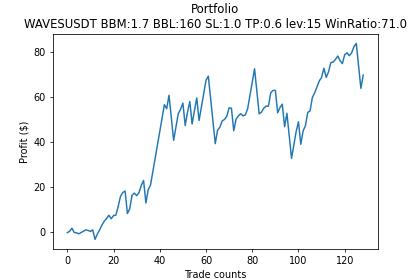 Portfolio
WAVESUSDT BBM:1.7 BBL:160 SL:1.0 TP:0.6 lev:15 WinRatio:71.0
Profit ($)
80
60
40
20
0
0 20 40 60 80 100 120
Trade counts